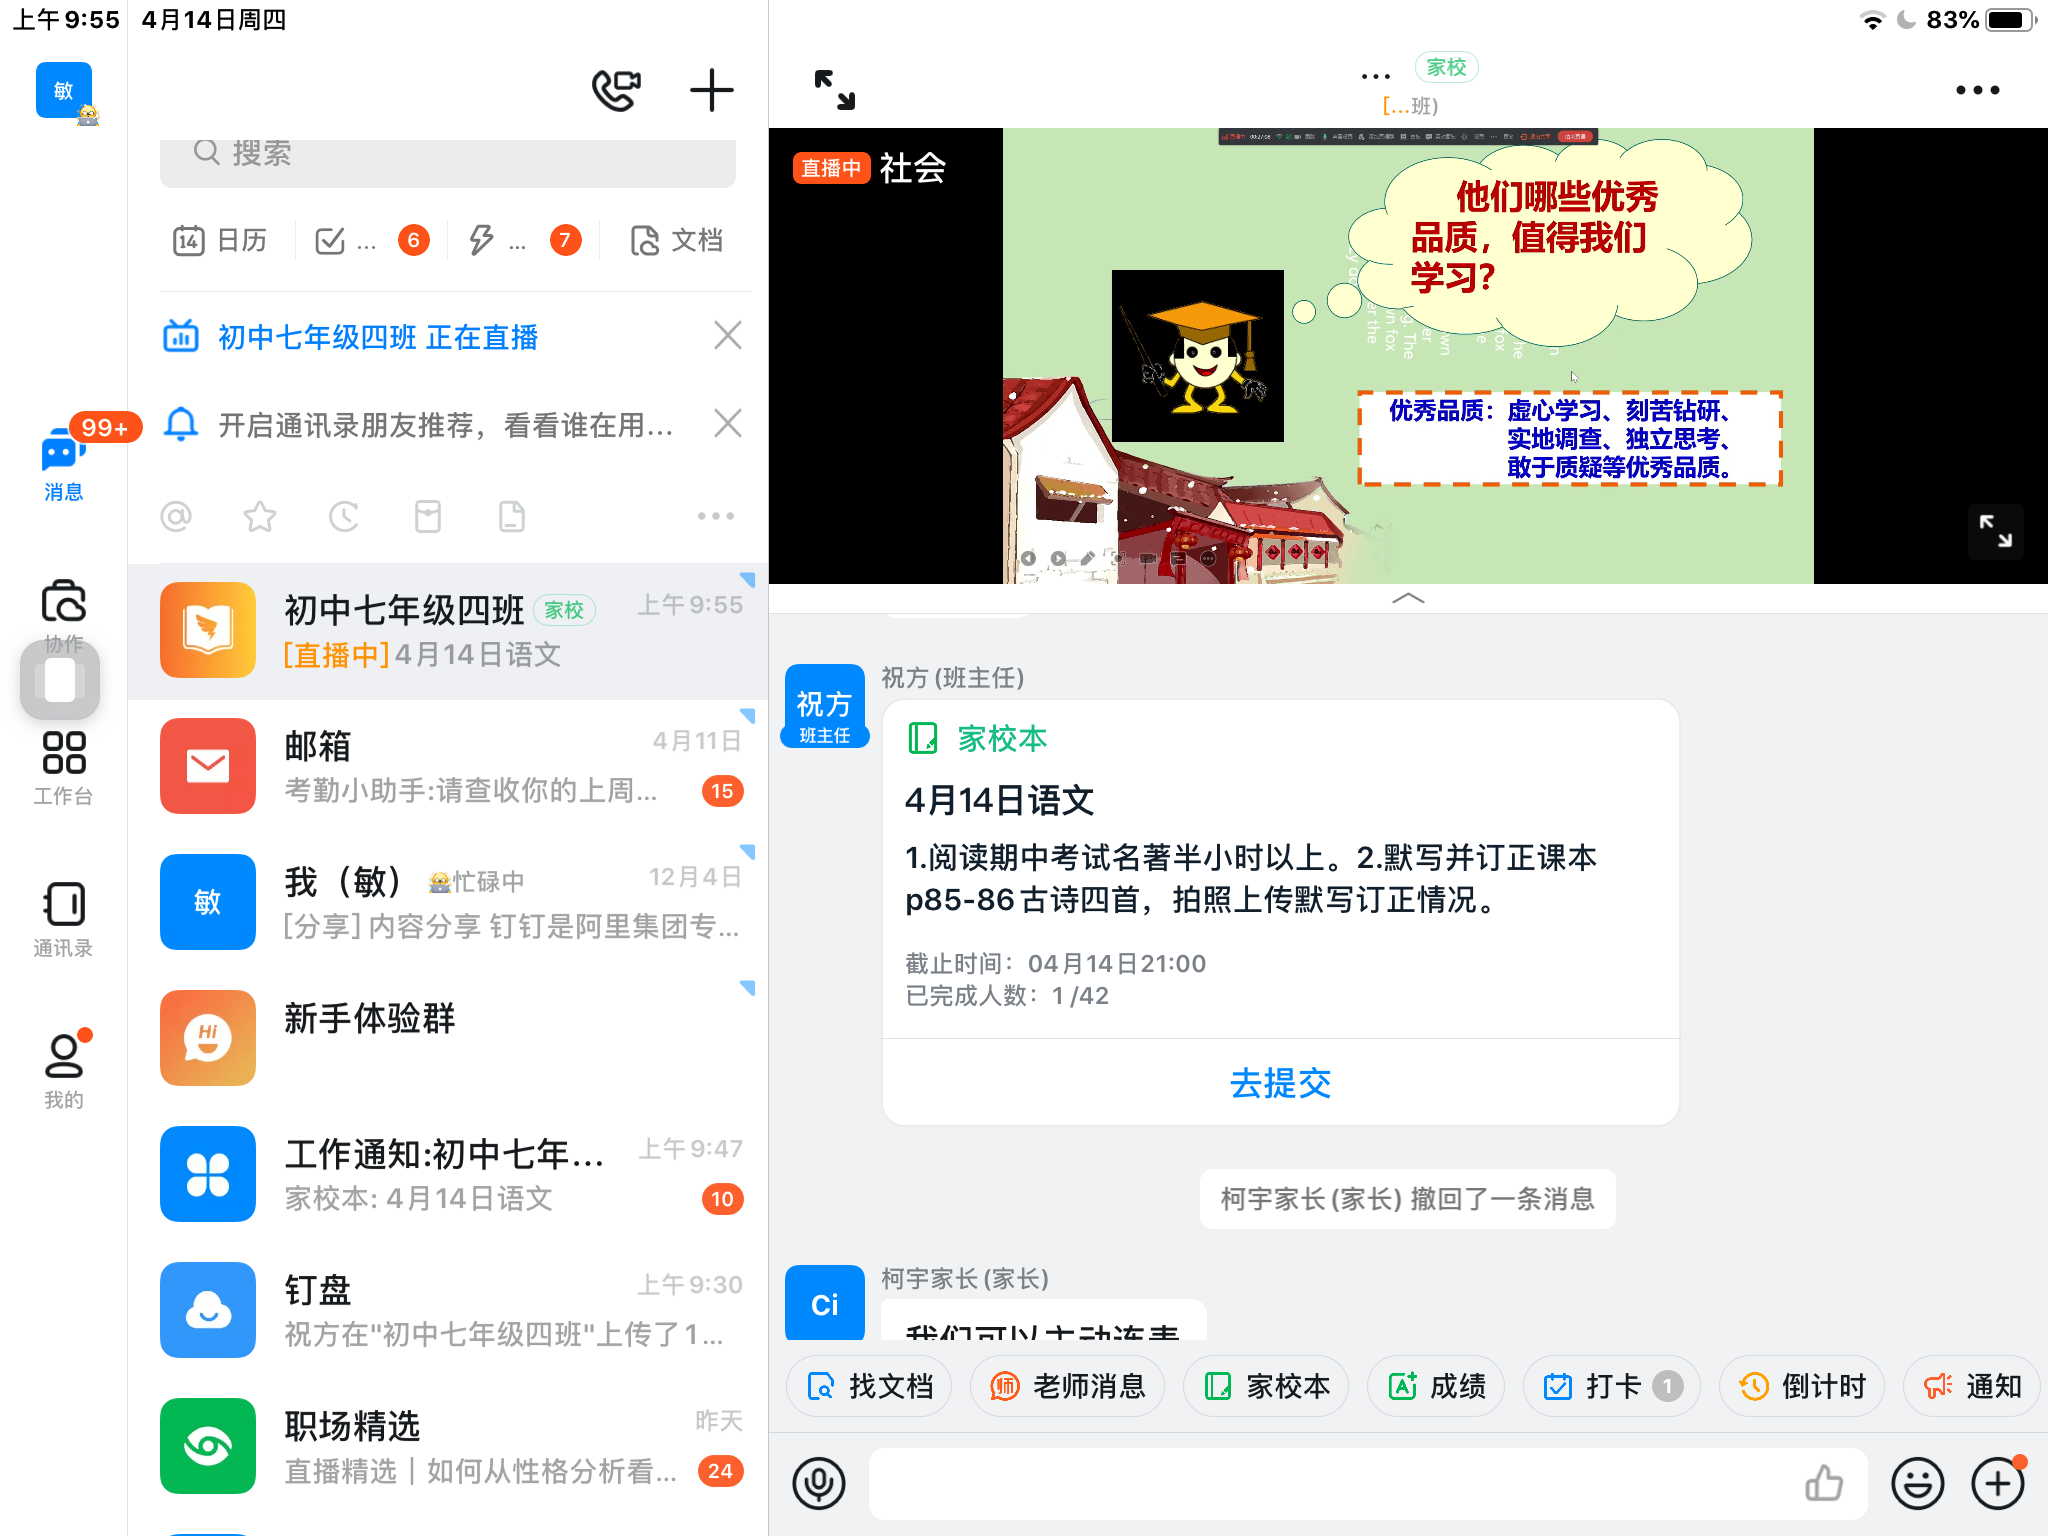 上午9:55 4月14日周四
83%
敏
搜索
14 日历
... 6
... 7
文档
初中七年级四班 正在直播
开启通讯录朋友推荐，看看谁在用...
99+
消息
协作
工作台
通讯录
我的
初中七年级四班 家校 上午9:55
[直播中]4月14日语文
邮箱 4月11日
考勤小助手:请查收你的上周... 15
敏
我（敏） 忙碌中 12月4日
[分享]内容分享 钉钉是阿里集团专...
Hi
新手体验群
工作通知:初中七年... 上午9:47
家校本: 4月14日语文 10
钉盘 上午9:30
祝方在"初中七年级四班"上传了1...
职场精选 昨天
直播精选｜如何从性格分析看... 24
... 家校
[...班)
直播中 社会
他们哪些优秀
品质，值得我们
学习？
优秀品质：虚心学习、刻苦钻研、
实地调查、独立思考、
敢于质疑等优秀品质。
祝方
班主任
祝方(班主任)
家校本
4月14日语文
1.阅读期中考试名著半小时以上。2.默写并订正课本
p85-86古诗四首，拍照上传默写订正情况。
截止时间：04月14日21:00
已完成人数：1/42
去提交
柯宇家长(家长) 撤回了一条消息
Ci
柯宇家长(家长)
我们可以主动连麦
找文档
师 老师消息
家校本
成绩
打卡 1
倒计时
通知